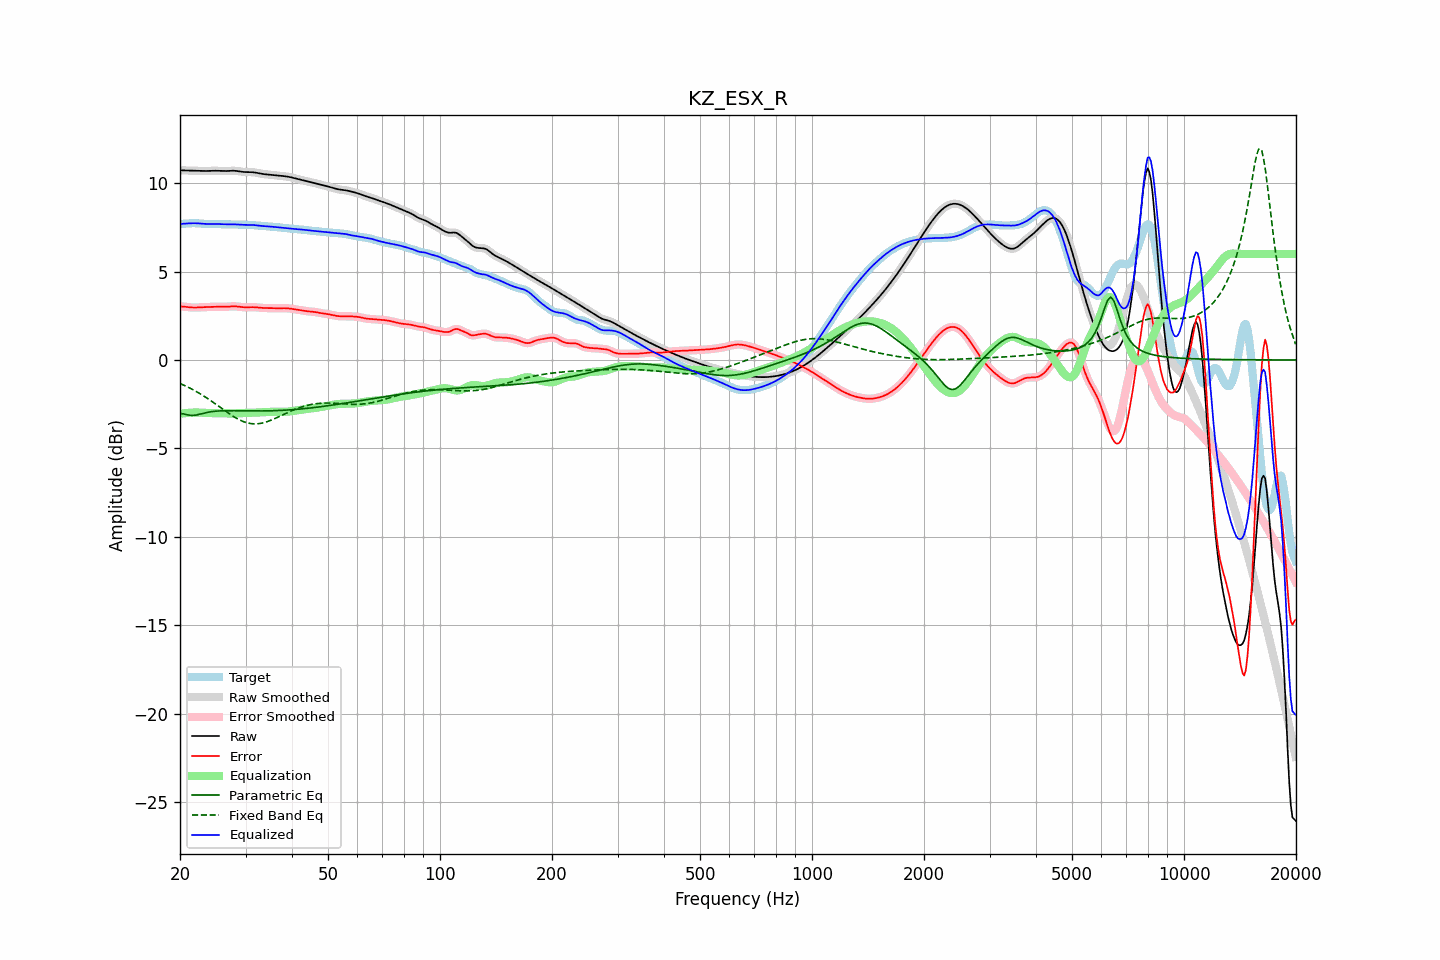 KZ_ESX_R
Amplitude (dBr)
10
5
0
−5
−10
−15
−20
−25
Target
Raw Smoothed
Error Smoothed
Raw
Error
Equalization
Parametric Eq
Fixed Band Eq
Equalized
20 50 100 200 500 1000 2000 5000 10000 20000
Frequency (Hz)